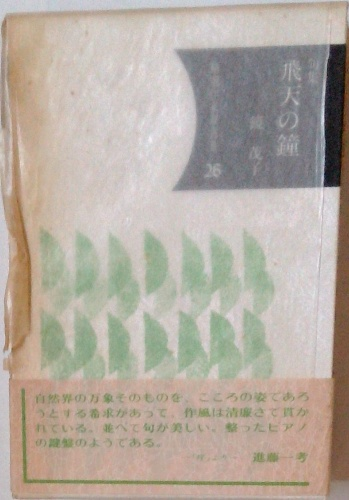 句集
飛天の鐘
茂子
26
自然界の万象そのものを、こころの姿であろ
うとする希求があって、作風は清廉さで貫か
れている。並べて句が美しい。整ったピアノ
の鍵盤のようである。
進藤一考